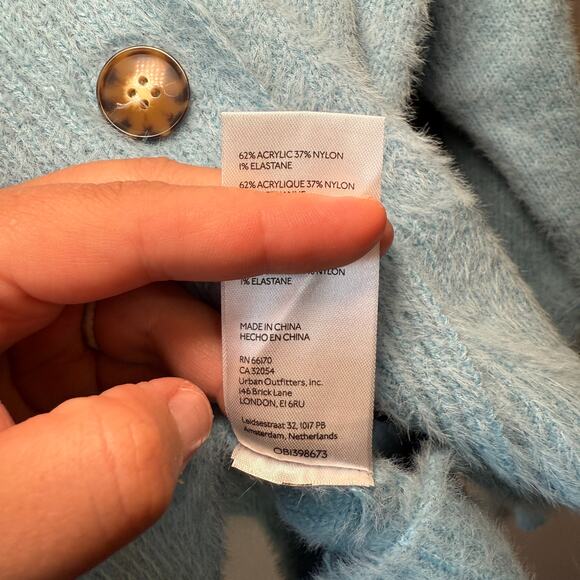 62% ACRYLIC 37% NYLON
1% ELASTANE
62% ACRYLIQUE 37% NYLON
% NYLON
1% ELASTANE
MADE IN CHINA
HECHO EN CHINA
RN 66170
CA 32054
Urban Outfitters, Inc.
146 Brick Lane
LONDON, E1 6RU
Leidsestraat 32, 1017 PB
Amsterdam, Netherlands
OB1398673